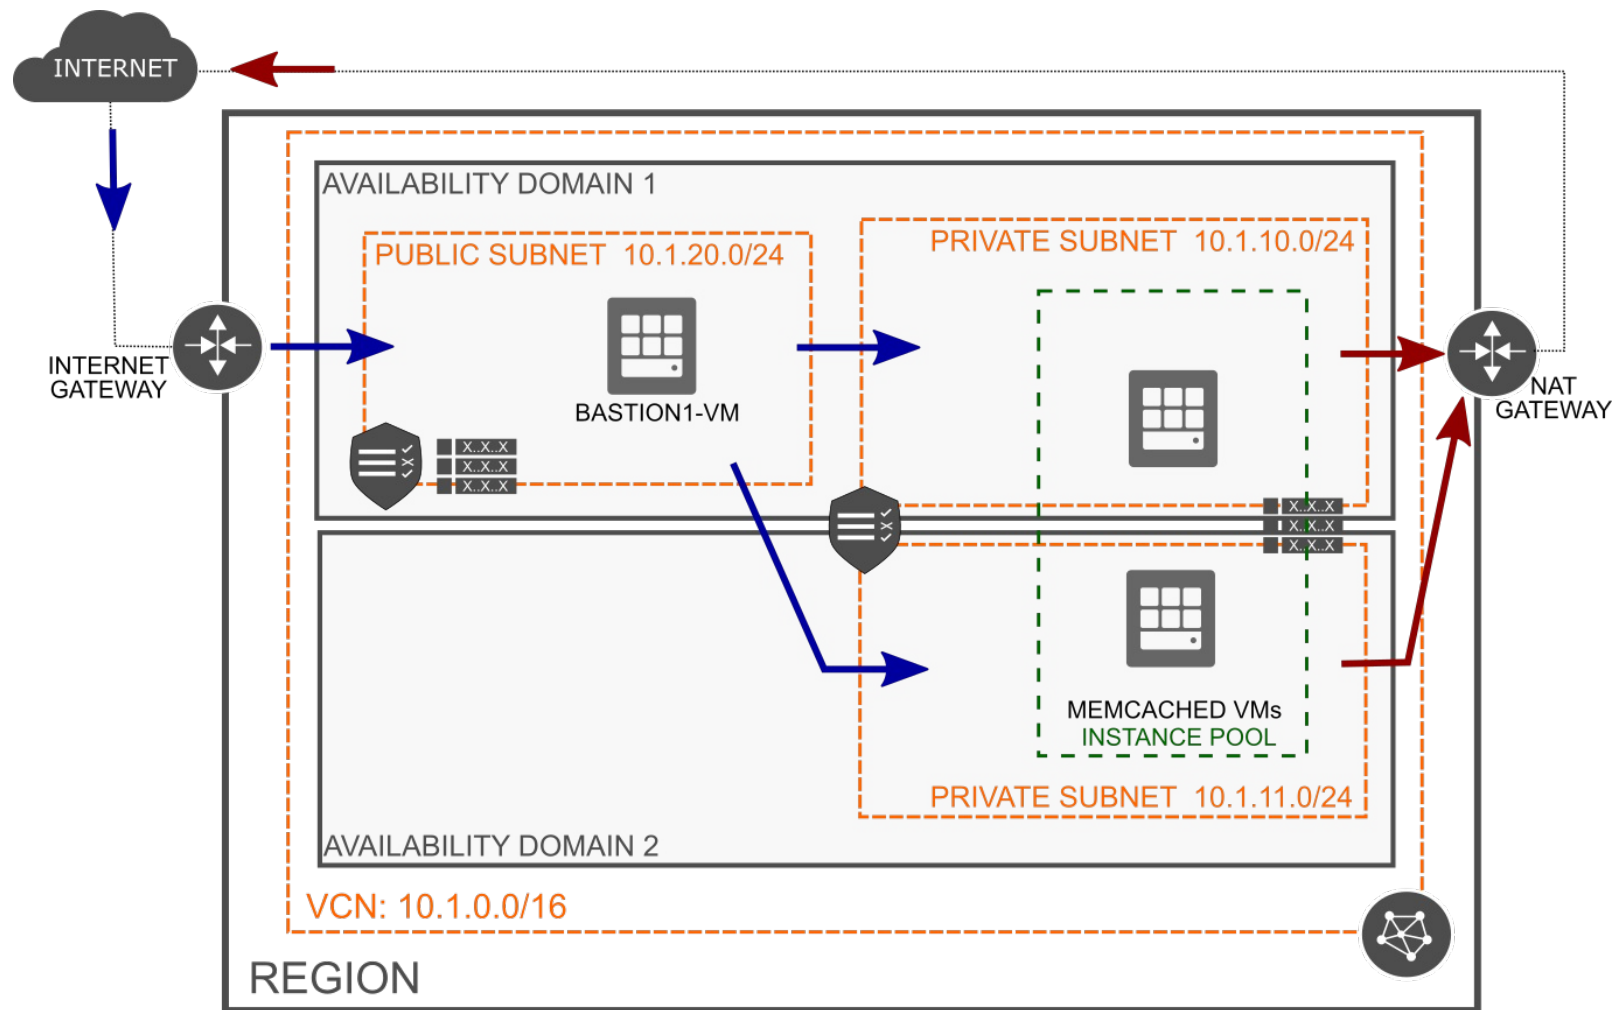 INTERNET
AVAILABILITY DOMAIN 1
PUBLIC SUBNET 10.1.20.0/24
PRIVATE SUBNET 10.1.10.0/24
INTERNET
GATEWAY
BASTION1-VM
NAT
GATEWAY
X..X..X
X..X..X
X..X..X
X..X..X
X..X..X
X..X..X
MEMCACHED VMs
INSTANCE POOL
PRIVATE SUBNET 10.1.11.0/24
AVAILABILITY DOMAIN 2
VCN: 10.1.0.0/16
REGION